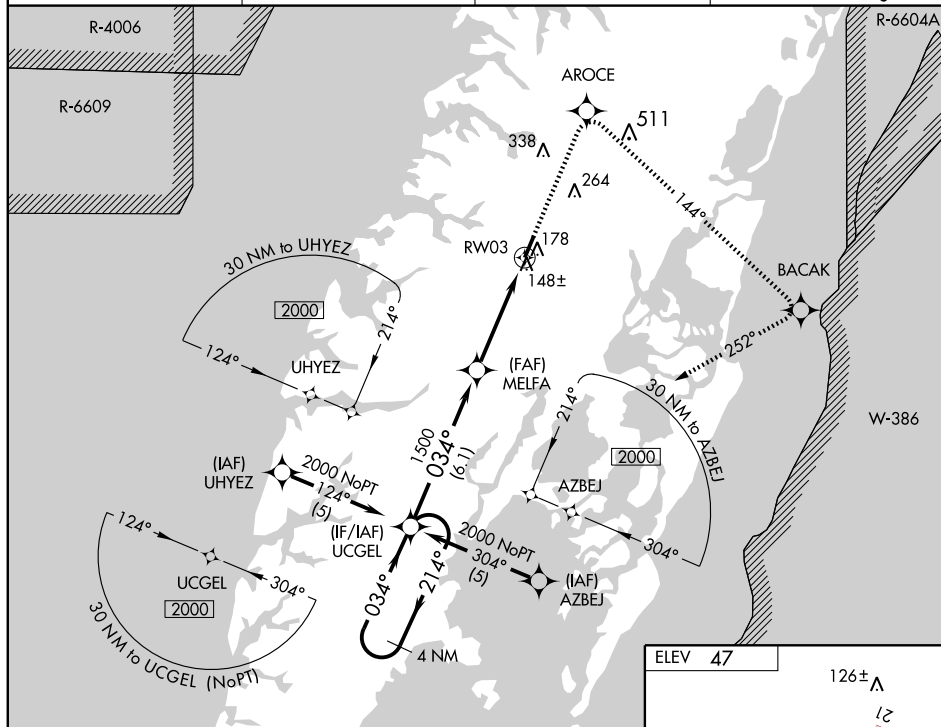 R-4006
R-6604A
AROCE
R-6609
511
338
264
144°
RW03
178
148±
30 NM to UHYEZ
2000
214°
124°
UHYEZ
BACAK
252°
(FAF)
MELFA
30 NM to AZBEJ
214°
2000
W-386
1500
034°
(6.1)
(IAF)
UHYEZ
2000 NoPT
124°
(5)
AZBEJ
304°
(IF/IAF)
UCGEL
2000 NoPT
304°
(5)
(IAF)
AZBEJ
124°
UCGEL
304°
2000
30 NM to UCGEL (NoPT)
034°
214°
4 NM
ELEV 47
126±
21